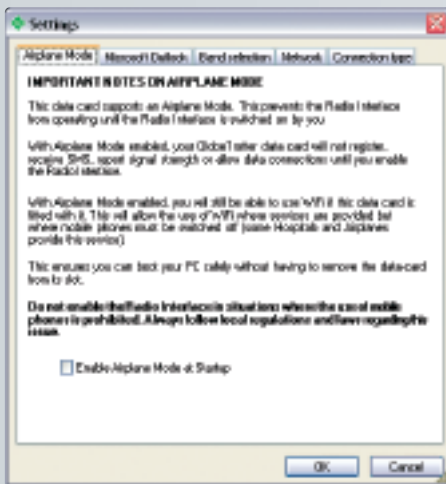 Settings
Airplane Mode Microsoft Outlook Band selection Network Connection type
IMPORTANT NOTES ON AIRPLANE MODE
This data card supports an Airplane Mode. This prevents the Radio Interface
from operating until the Radio Interface is switched on by you
With Airplane Mode enabled, your GlobeTrotter data card will not register,
receive SMS, report signal strength or allow data connections until you enable
the Radio Interface.
With Airplane Mode enabled, you will still be able to use WiFi if this data card is
fitted with it. This will allow the use of WiFi where services are provided but
where mobile phones must be switched off (some Hospitals and Airplanes
provide this service)
This ensures you can boot your PC safely without having to remove the data-card
from its slot.
Do not enable the Radio Interface in situations where the use of mobile
phones is prohibited. Always follow local regulations and laws regarding this
issue.
Enable Airplane Mode at Startup
OK Cancel